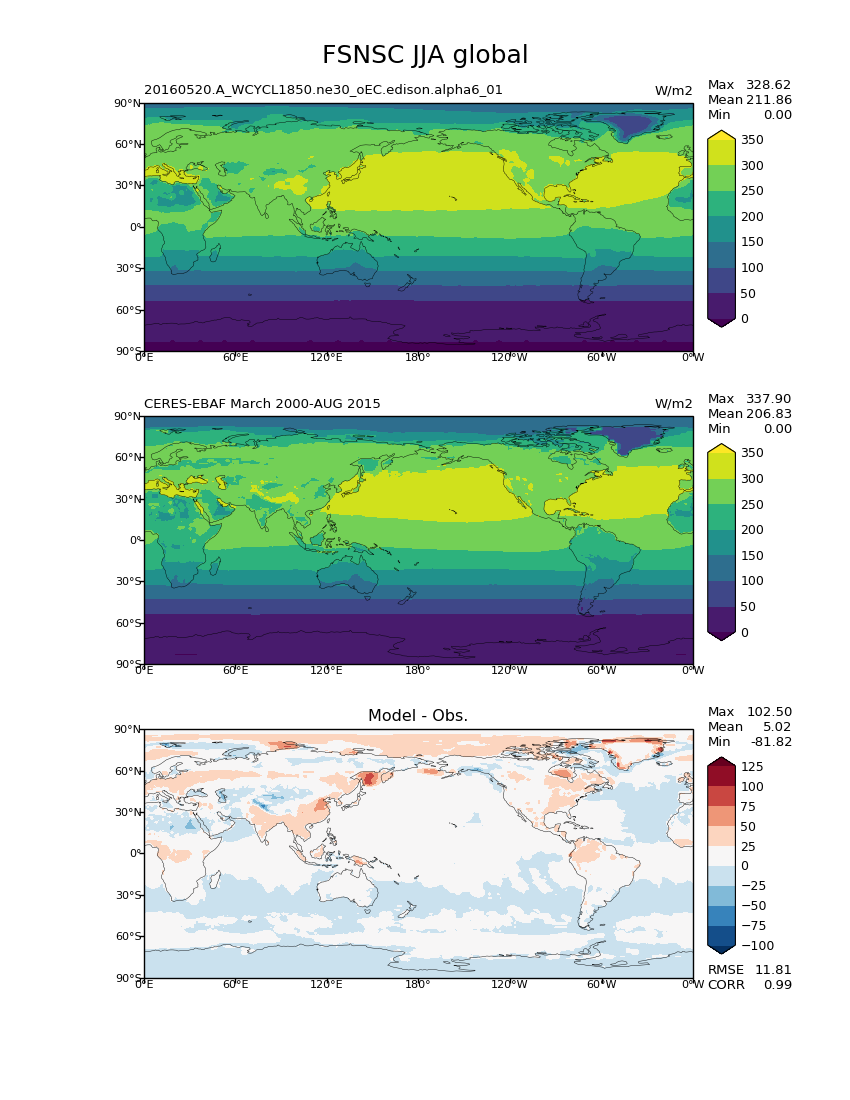 FSNSC JJA global
20160520.A_WCYCL1850.ne30_oEC.edison.alpha6_01 W/m2
Max 328.62
Mean 211.86
Min 0.00
90°N
60°N
30°N
0°
30°S
60°S
90°S
0°E 60°E 120°E 180° 120°W 60°W 0°W
350
300
250
200
150
100
50
0
CERES-EBAF March 2000-AUG 2015 W/m2
Max 337.90
Mean 206.83
Min 0.00
90°N
60°N
30°N
0°
30°S
60°S
90°S
0°E 60°E 120°E 180° 120°W 60°W 0°W
350
300
250
200
150
100
50
0
Model - Obs.
Max 102.50
Mean 5.02
Min -81.82
90°N
60°N
30°N
0°
30°S
60°S
90°S
0°E 60°E 120°E 180° 120°W 60°W 0°W
125
100
75
50
25
0
−25
−50
−75
−100
RMSE 11.81
CORR 0.99